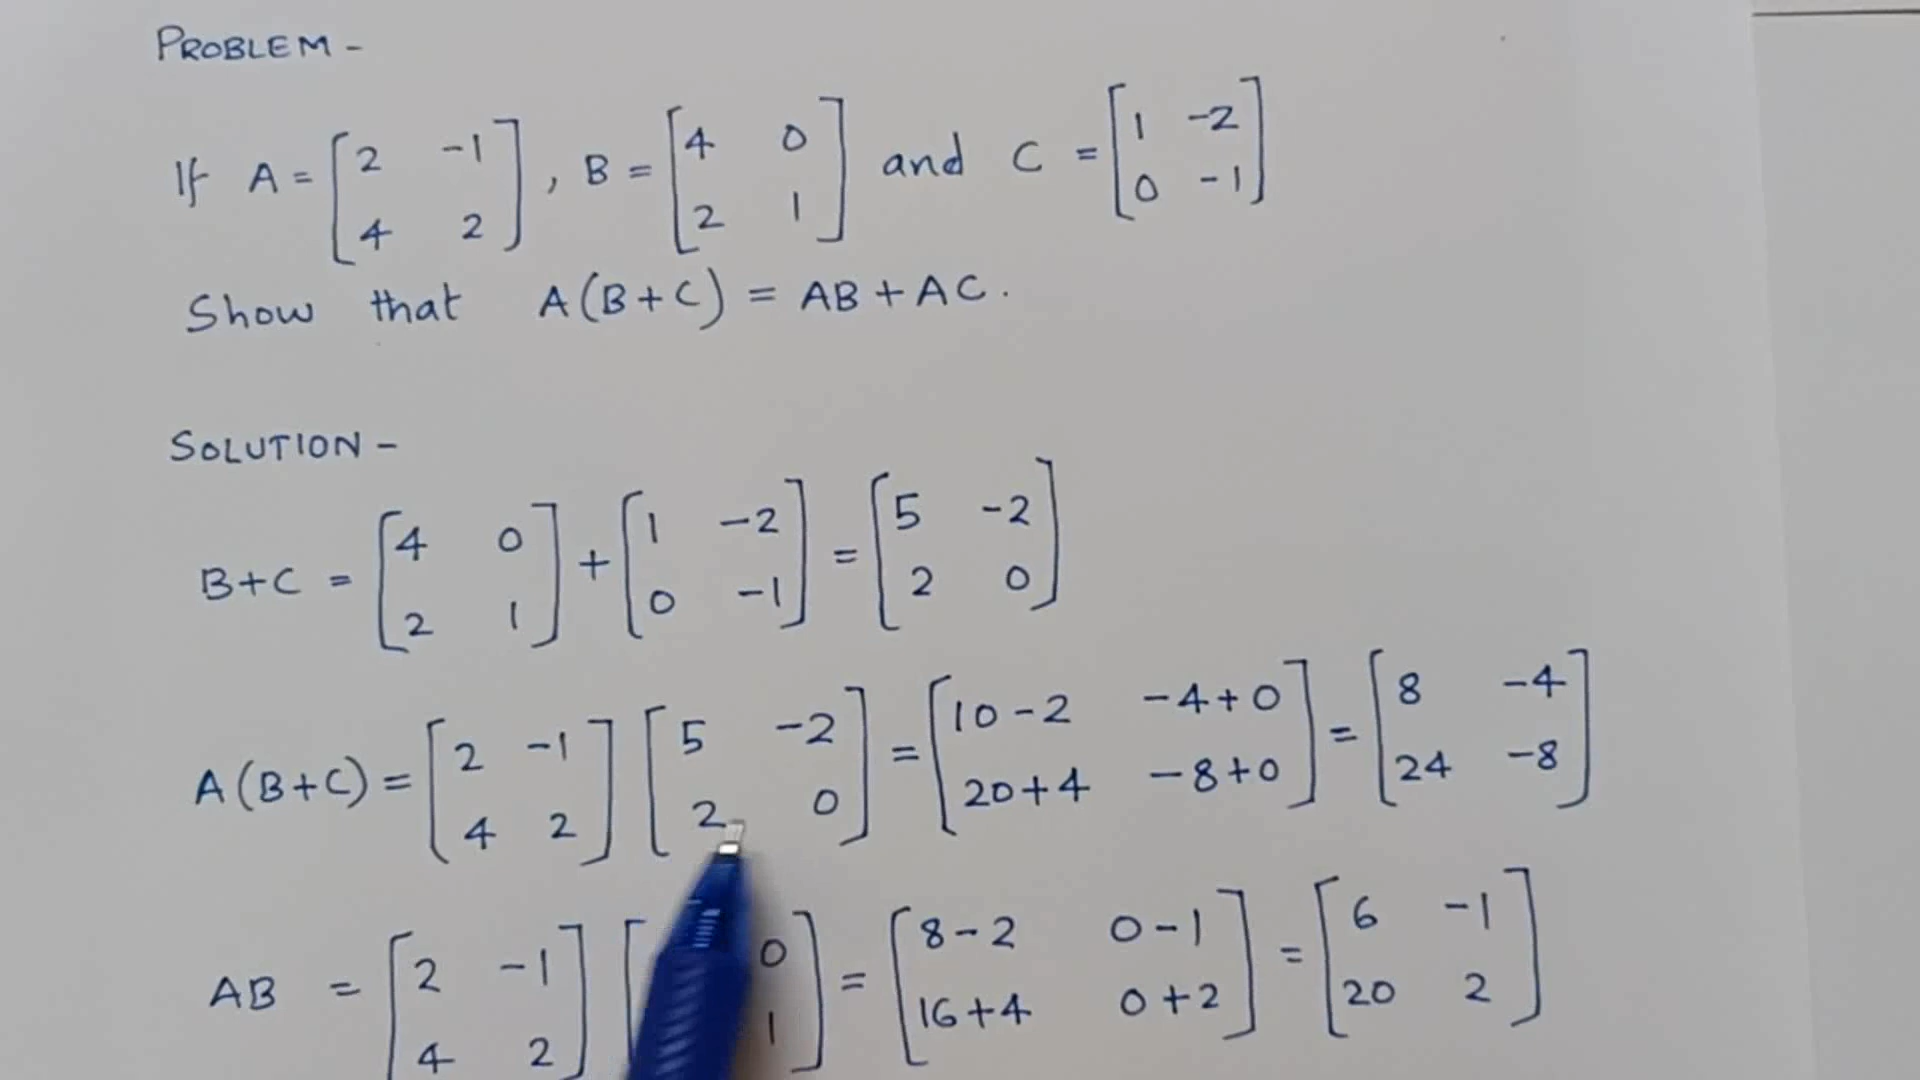 PROBLEM -
If A = [2 -1; 4 2], B = [4 0; 2 1] and C = [1 -2; 0 -1]
Show that A(B+C) = AB + AC.
SOLUTION -
B+C = [4 0; 2 1] + [1 -2; 0 -1] = [5 -2; 2 0]
A(B+C) = [2 -1; 4 2] [5 -2; 2 0] = [10-2 -4+0; 20+4 -8+0] = [8 -4; 24 -8]
AB = [2 -1; 4 2] [0; 1] = [8-2 0-1; 16+4 0+2] = [6 -1; 20 2]